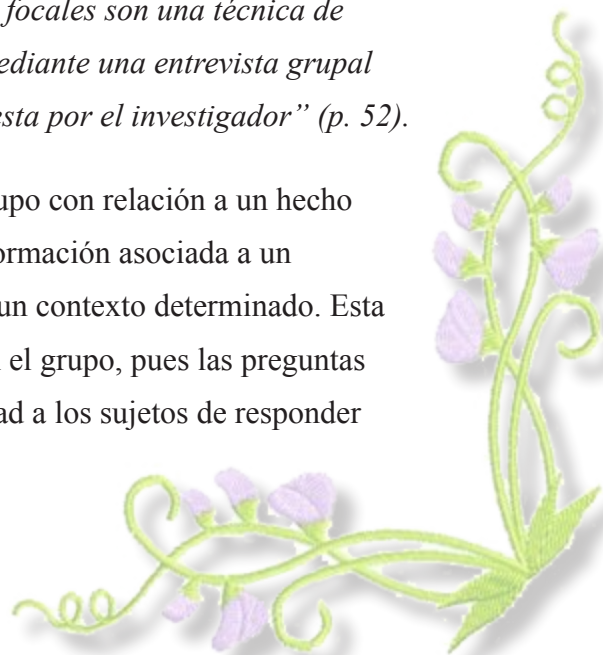 focales son una técnica de
mediante una entrevista grupal
esta por el investigador” (p. 52).
upo con relación a un hecho
ormación asociada a un
un contexto determinado. Esta
el grupo, pues las preguntas
ad a los sujetos de responder